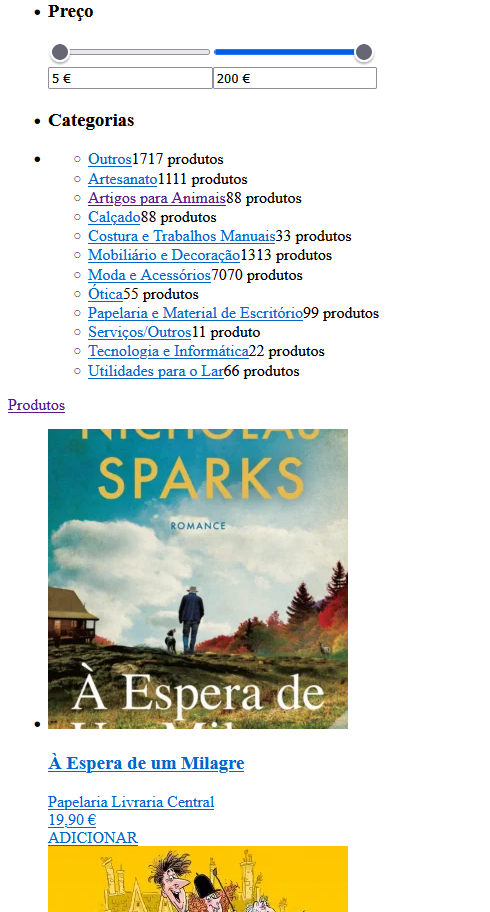 Preço
5 €
200 €
Categorias
Outros1717 produtos
Artesanato1111 produtos
Artigos para Animais88 produtos
Calçado88 produtos
Costura e Trabalhos Manuais33 produtos
Mobiliário e Decoração1313 produtos
Moda e Acessórios7070 produtos
Ótica55 produtos
Papelaria e Material de Escritório99 produtos
Serviços/Outros11 produto
Tecnologia e Informática22 produtos
Utilidades para o Lar66 produtos
Produtos
NICHOLAS
SPARKS
ROMANCE
À Espera de
À Espera de um Milagre
Papelaria Livraria Central
19,90 €
ADICIONAR